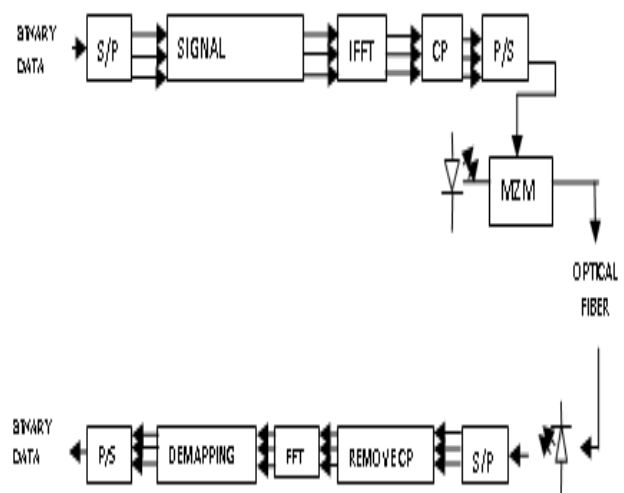 BINARY
DATA
S/P
SIGNAL
IFFT
CP
P/S
MZM
OPTICAL
FIBER
BINARY
DATA
P/S
DEMAPPING
FFT
REMOVE CP
S/P